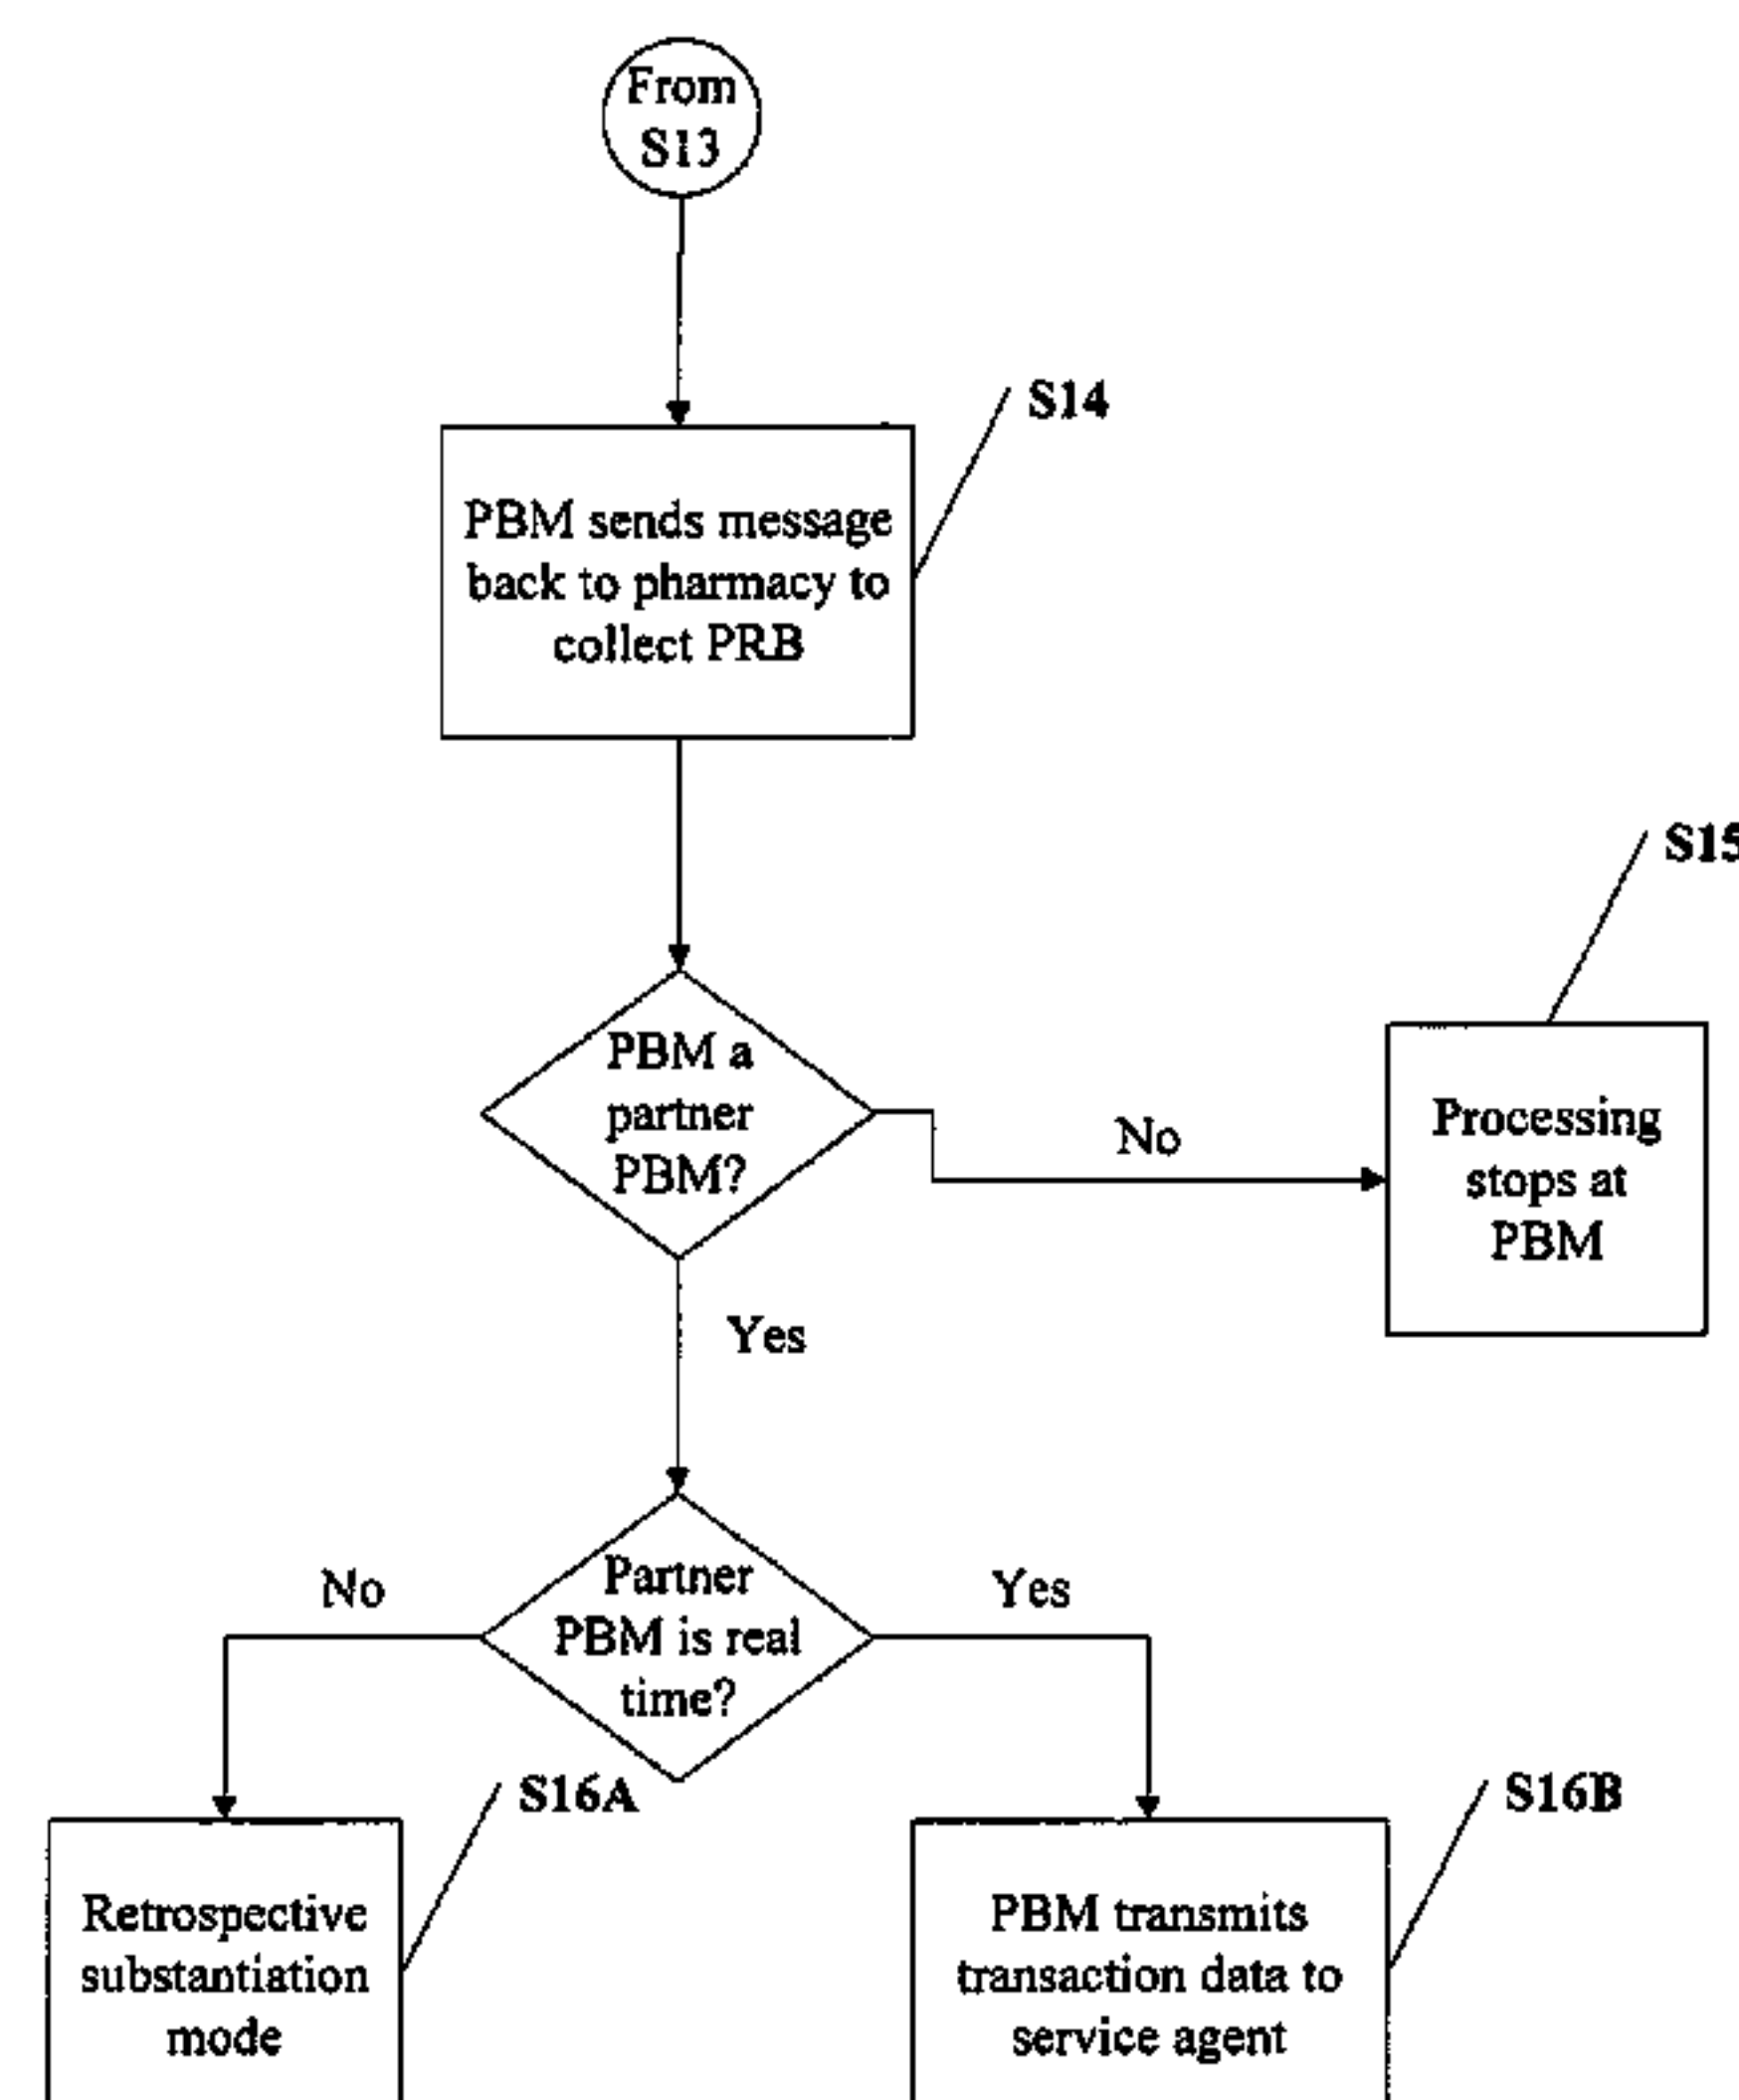 From
S13
S14
PBM sends message
back to pharmacy to
collect PRB
S15
PBM a
partner
PBM?
No
Processing
stops at
PBM
Yes
Partner
PBM is real
time?
No
Yes
S16A
S16B
Retrospective
substantiation
mode
PBM transmits
transaction data to
service agent